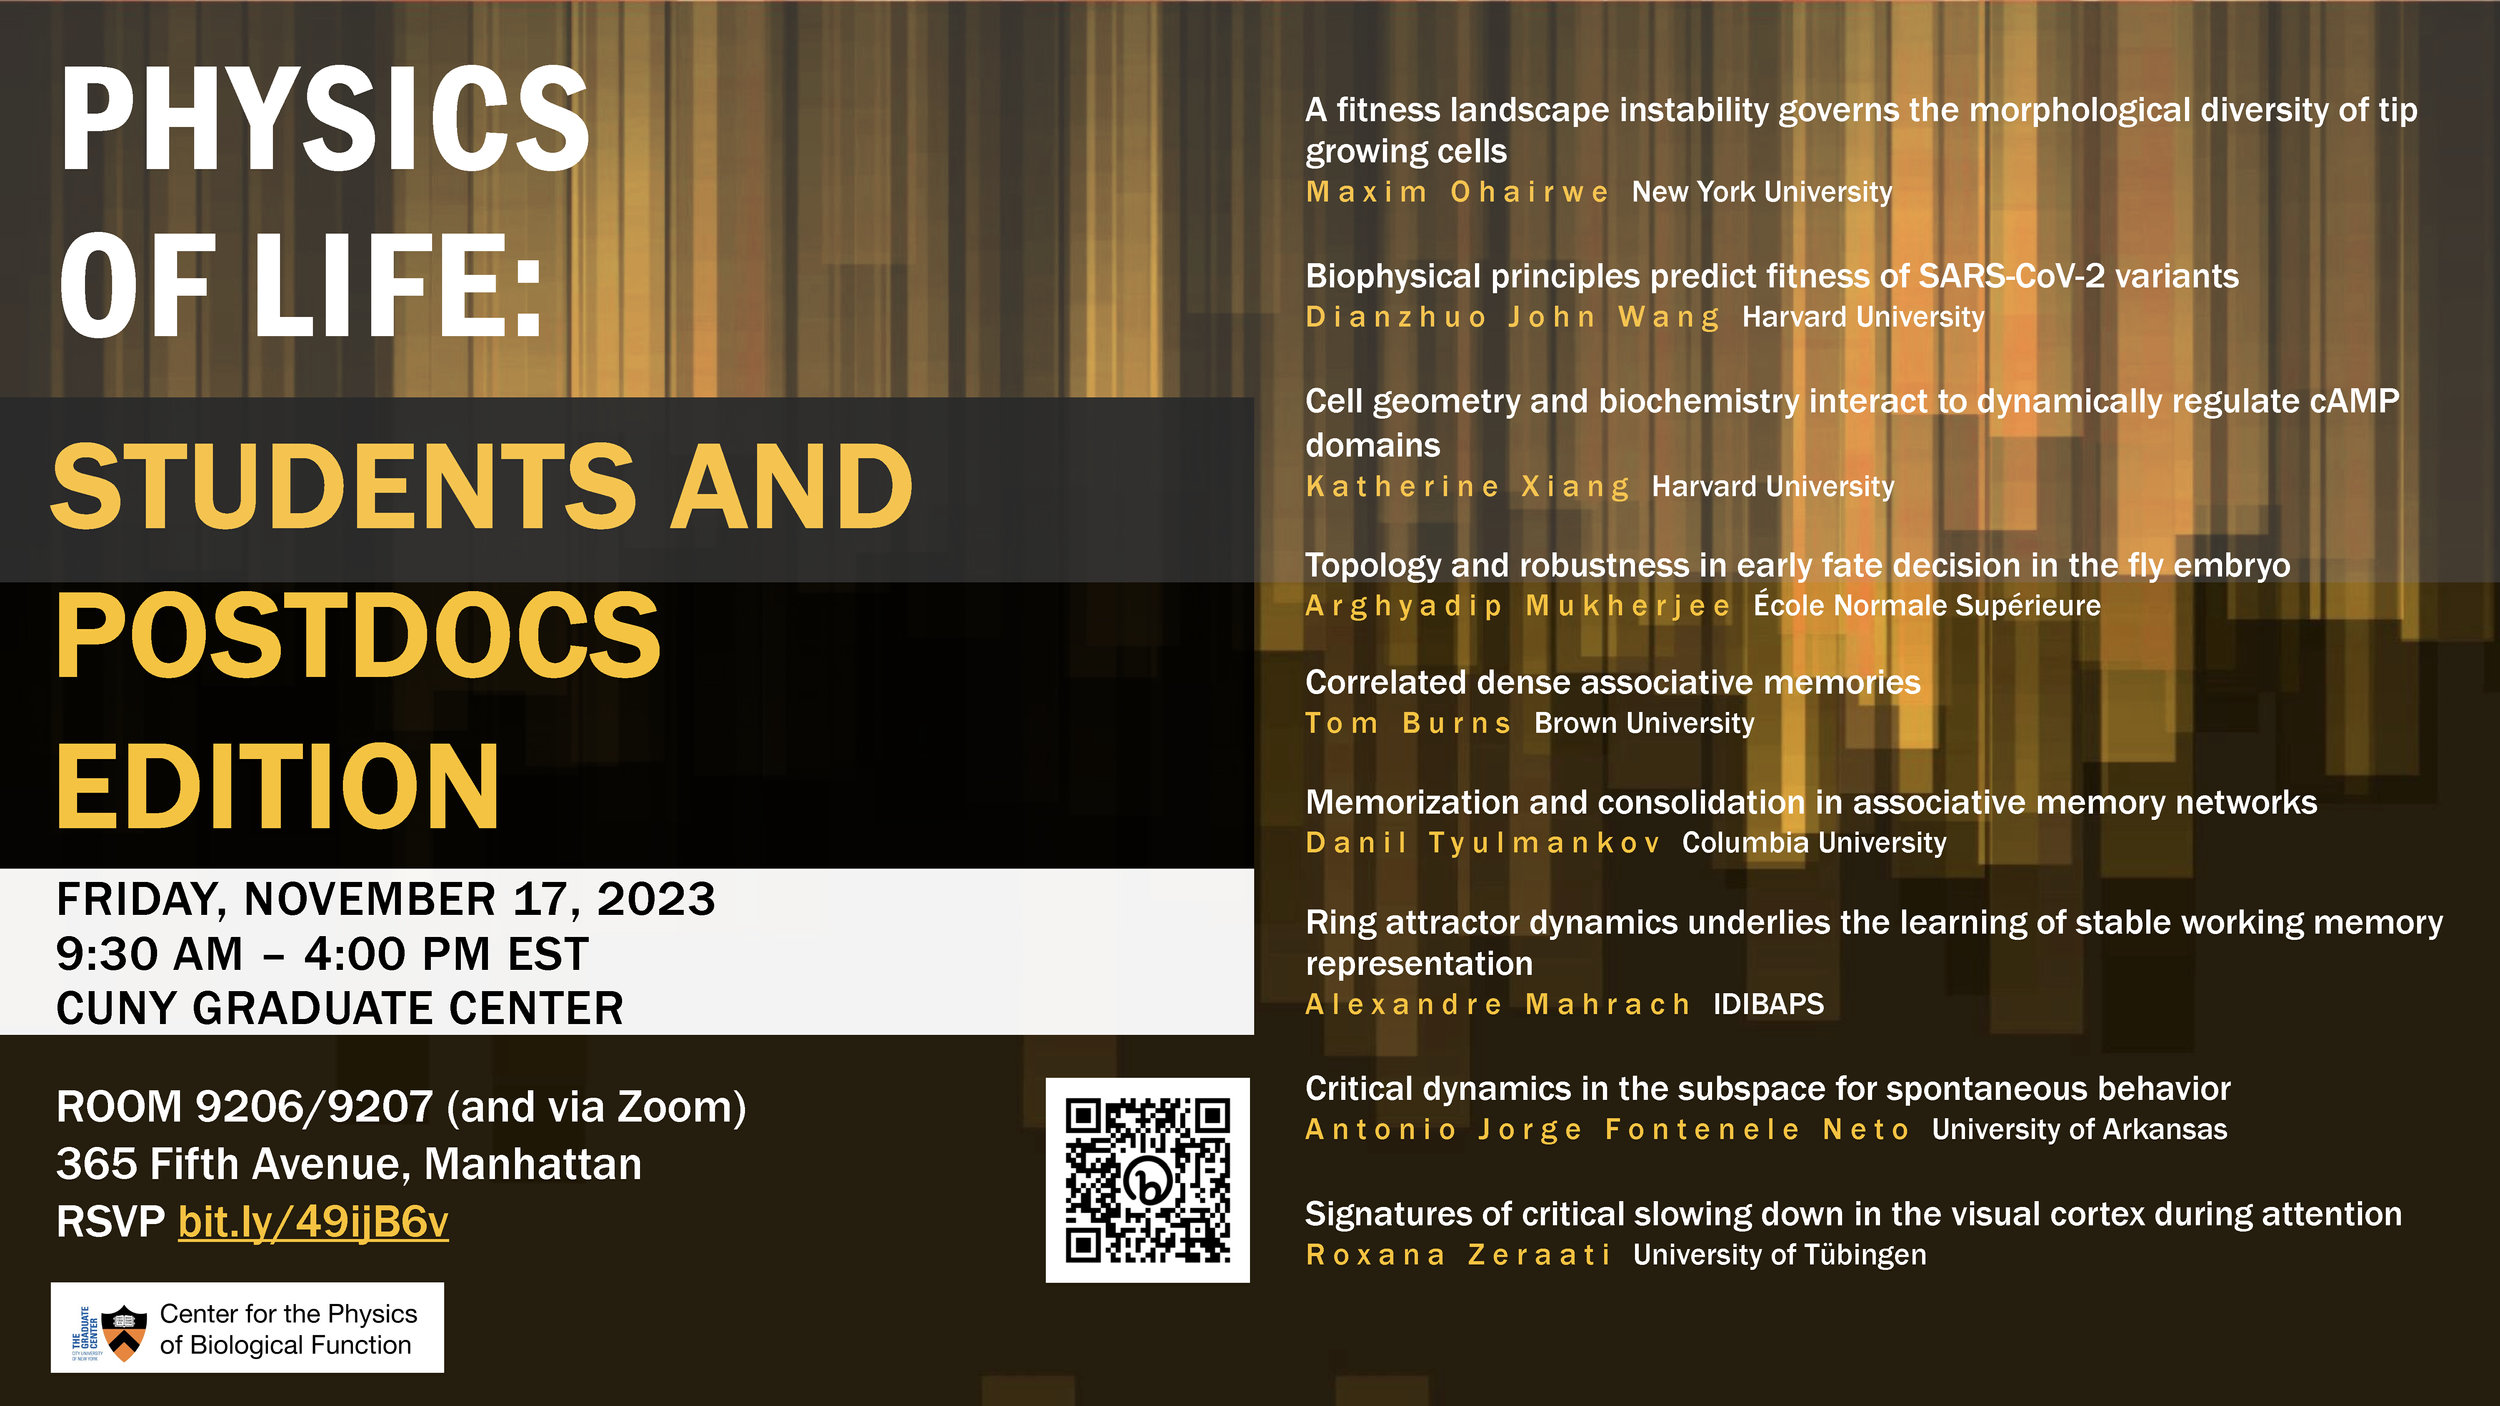 PHYSICS
OF LIFE:
STUDENTS AND
POSTDOCS
EDITION
FRIDAY, NOVEMBER 17, 2023
9:30 AM – 4:00 PM EST
CUNY GRADUATE CENTER
ROOM 9206/9207 (and via Zoom)
365 Fifth Avenue, Manhattan
RSVP bit.ly/49ijB6v
THE
GRADUATE
CENTER
CITY UNIVERSITY
OF NEW YORK
Center for the Physics
of Biological Function
A fitness landscape instability governs the morphological diversity of tip
growing cells
Maxim Ohairwe New York University
Biophysical principles predict fitness of SARS-CoV-2 variants
Dianzhuo John Wang Harvard University
Cell geometry and biochemistry interact to dynamically regulate cAMP
domains
Katherine Xiang Harvard University
Topology and robustness in early fate decision in the fly embryo
Arghyadip Mukherjee École Normale Supérieure
Correlated dense associative memories
Tom Burns Brown University
Memorization and consolidation in associative memory networks
Danil Tyulmankov Columbia University
Ring attractor dynamics underlies the learning of stable working memory
representation
Alexandre Mahrach IDIBAPS
Critical dynamics in the subspace for spontaneous behavior
Antonio Jorge Fontenele Neto University of Arkansas
Signatures of critical slowing down in the visual cortex during attention
Roxana Zeraati University of Tübingen